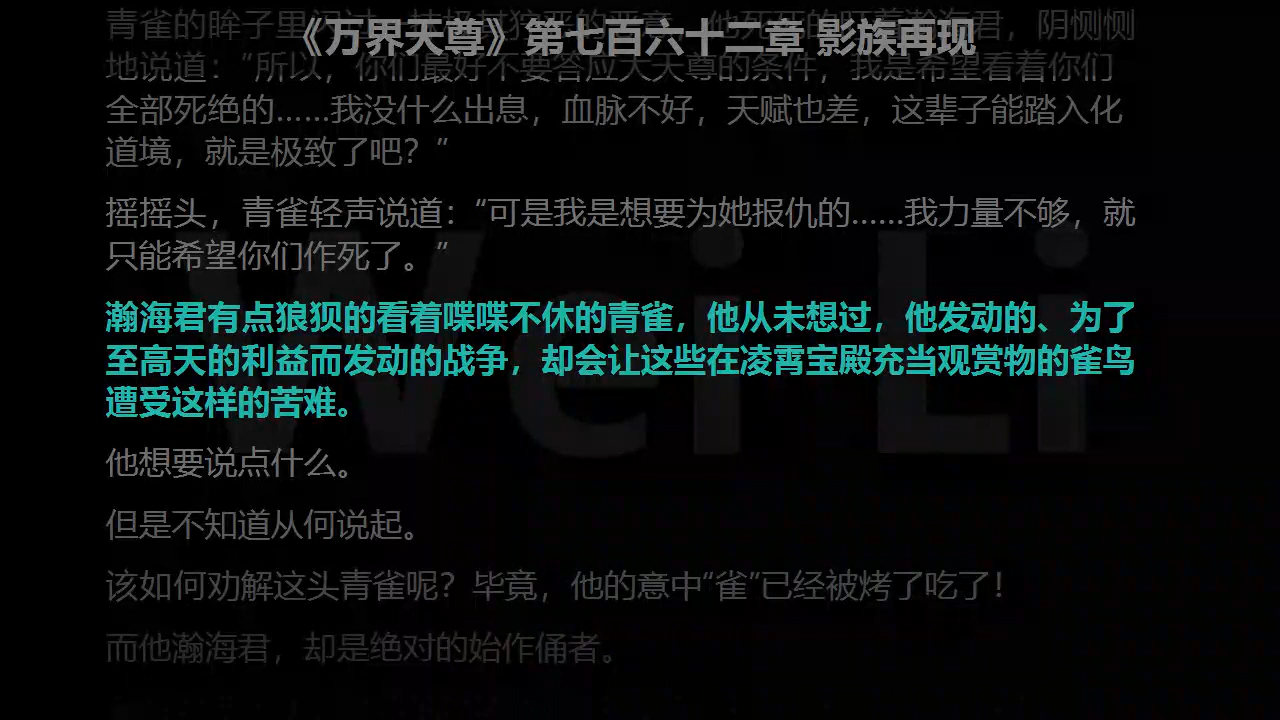 《万界天尊》第七百六十二章 影族再现
青雀的眸子里
君，阴恻恻
地说道：“所以，你们最好不要答应大天尊的条件，我是希望看着你们
全部死绝的……我没什么出息，血脉不好，天赋也差，这辈子能踏入化
道境，就是极致了吧？”
摇摇头，青雀轻声说道：“可是我是想要为她报仇的……我力量不够，就
只能希望你们作死了。”
瀚海君有点狼狈的看着喋喋不休的青雀，他从未想过，他发动的、为了
至高天的利益而发动的战争，却会让这些在凌霄宝殿充当观赏物的雀鸟
遭受这样的苦难。
他想要说点什么。
但是不知道从何说起。
该如何劝解这头青雀呢？毕竟，他的意中“雀”已经被烤了吃了！
而他瀚海君，却是绝对的始作俑者。
Wei Li